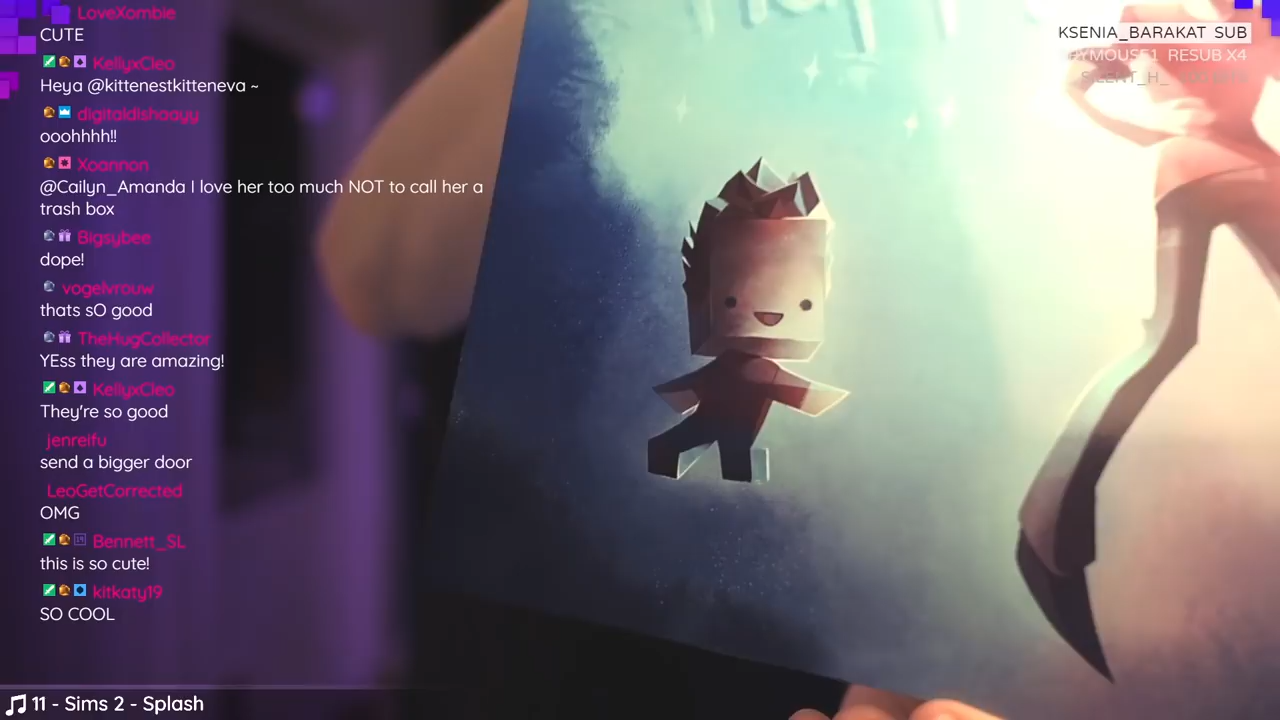 LoveXombie
CUTE
KellyxCleo
Heya @kittenestkitteneva ~
digitaldishaayy
ooohhhh!!
Xoannon
@Cailyn_Amanda I love her too much NOT to call her a
trash box
Bigsybee
dope!
vogelvrouw
thats sO good
TheHugCollector
YEss they are amazing!
KellyxCleo
They're so good
jenreifu
send a bigger door
LeoGetCorrected
OMG
Bennett_SL
this is so cute!
kitkaty19
SO COOL
KSENIA_BARAKAT SUB
RESUB X4
11 - Sims 2 - Splash